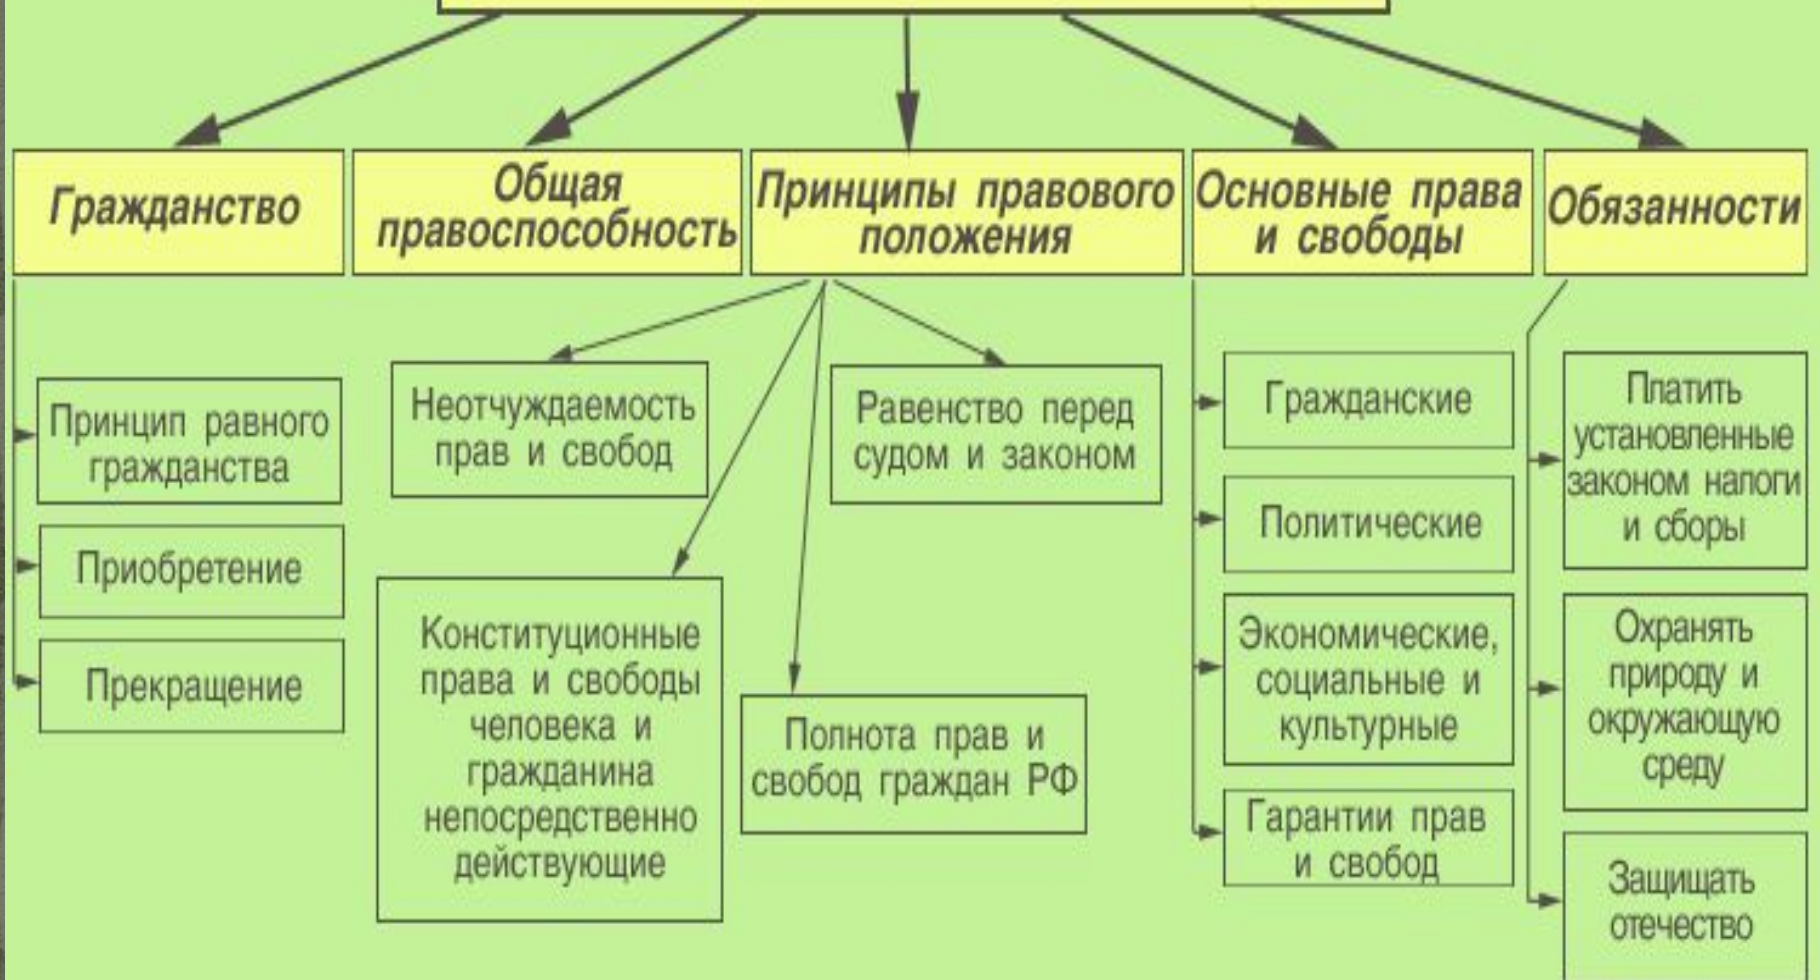 Гражданство
Общая
правоспособность
Принципы правового
положения
Основные права
и свободы
Обязанности
Принцип равного
гражданства
Приобретение
Прекращение
Неотчуждаемость
прав и свобод
Равенство перед
судом и законом
Конституционные
права и свободы
человека и
гражданина
непосредственно
действующие
Полнота прав и
свобод граждан РФ
Гражданские
Политические
Экономические,
социальные и
культурные
Гарантии прав
и свобод
Платить
установленные
законом налоги
и сборы
Охранять
природу и
окружающую
среду
Защищать
отечество